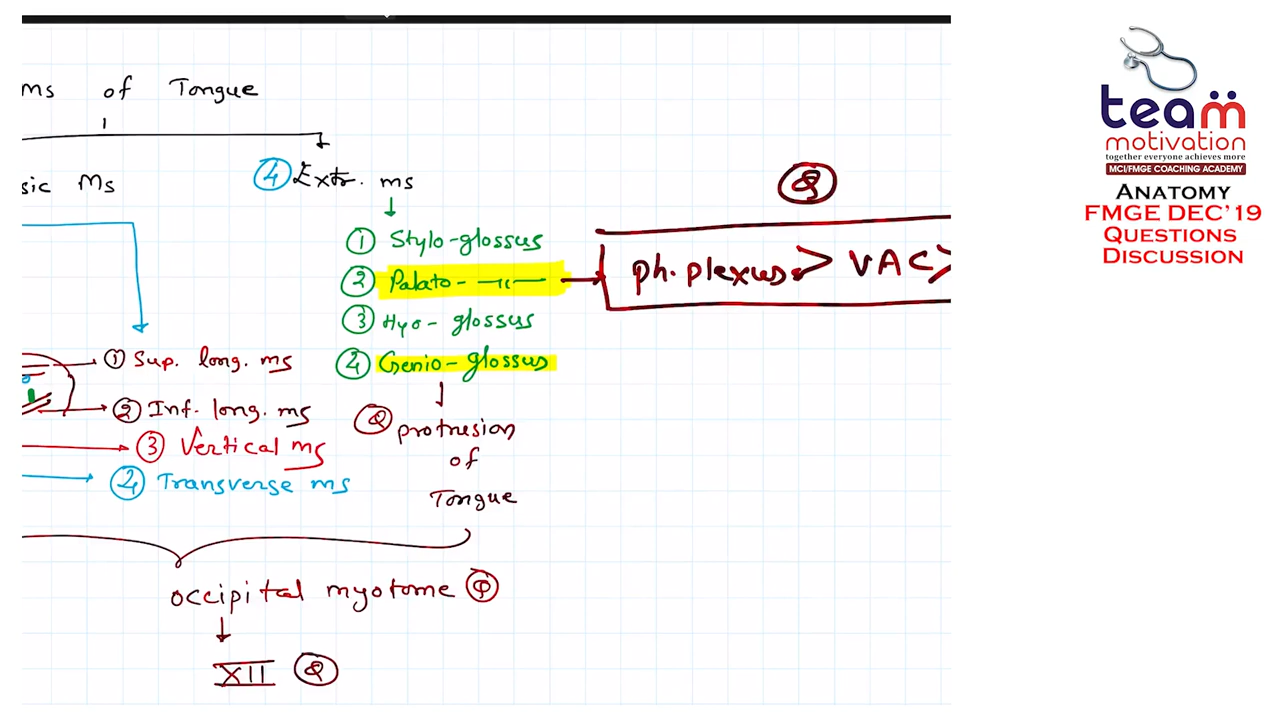 ms of Tongue
sic Ms
④ Extr. ms
① Stylo-glossus
② Palato-
③ Hyo-glossus
④ Genio-glossus
ph. plexus > VAC >
Q
① Sup. long. ms
② Inf. long. ms
③ Vertical ms
④ Transverse ms
Q protrusion
of
Tongue
occipital myotome Q
XII Q
team
motivation
together everyone achieves more
MCI/FMGE COACHING ACADEMY
ANATOMY
FMGE DEC'19
QUESTIONS
DISCUSSION